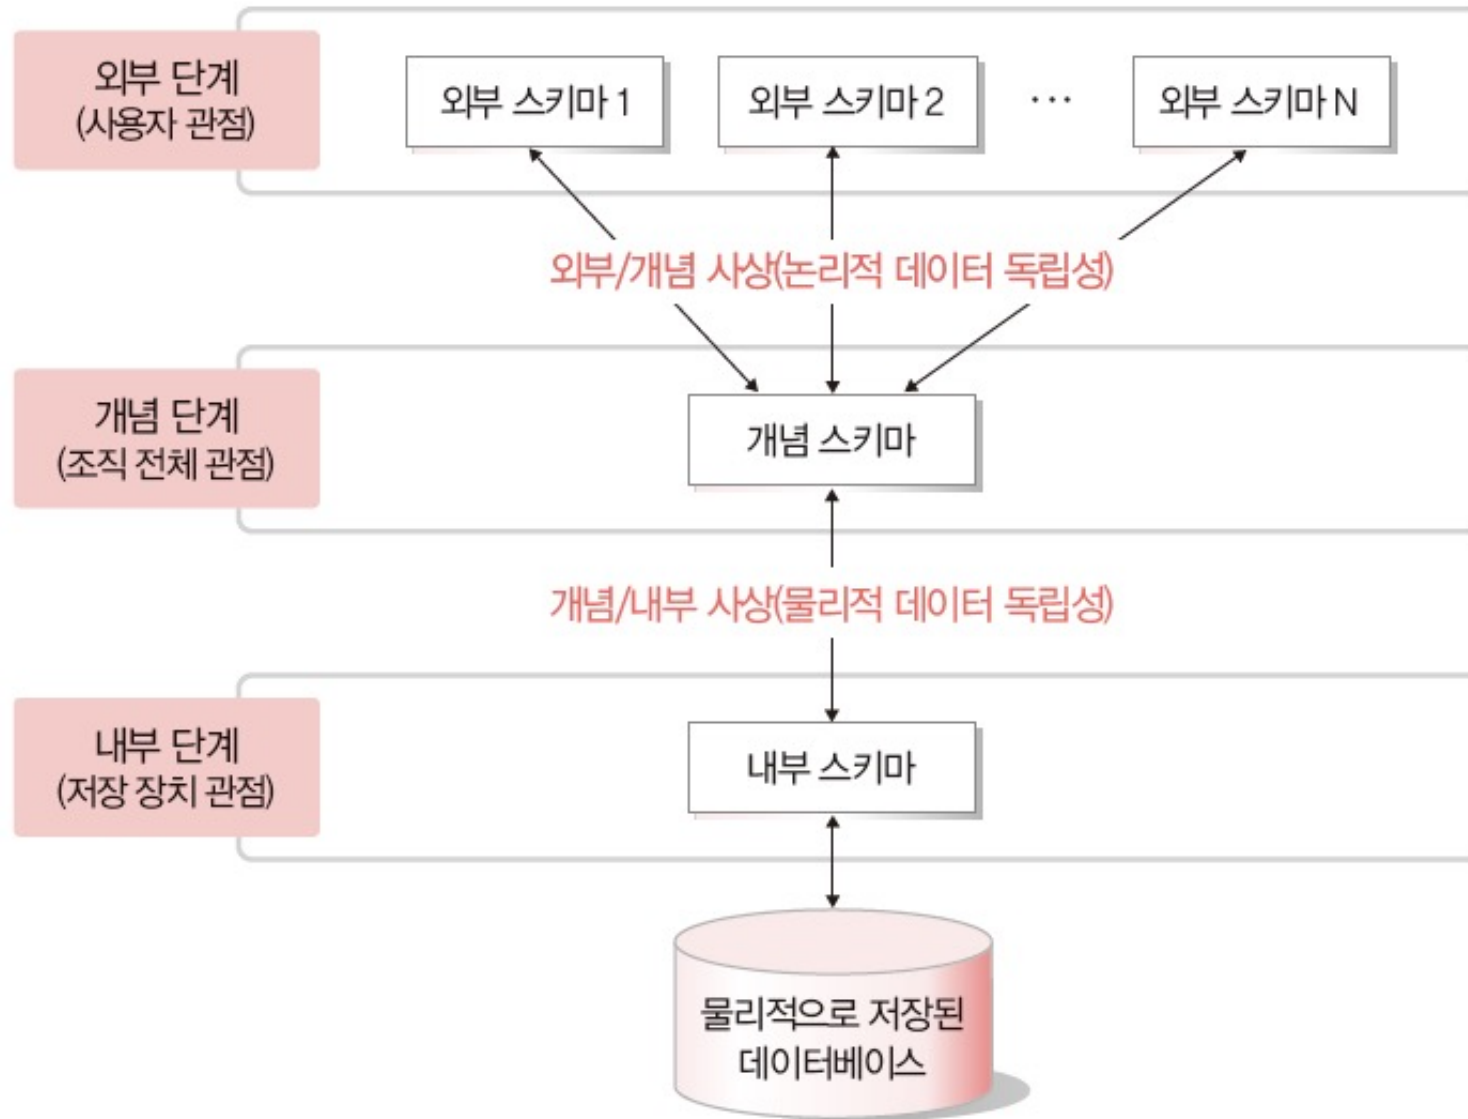 외부 단계
(사용자 관점)
외부 스키마 1
외부 스키마 2
···
외부 스키마 N
외부/개념 사상(논리적 데이터 독립성)
개념 단계
(조직 전체 관점)
개념 스키마
개념/내부 사상(물리적 데이터 독립성)
내부 단계
(저장 장치 관점)
내부 스키마
물리적으로 저장된
데이터베이스